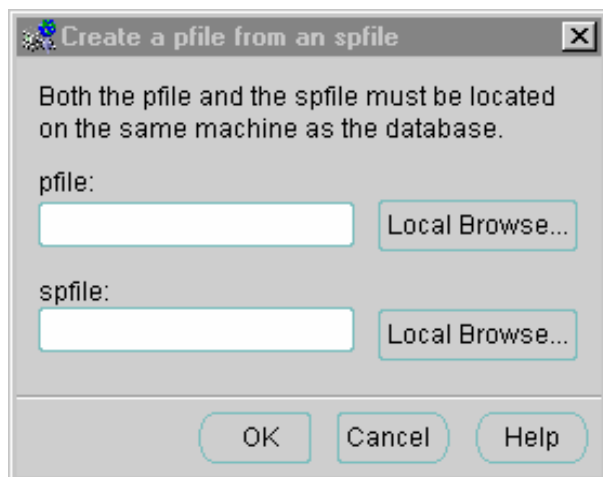 Create a pfile from an spfile
Both the pfile and the spfile must be located
on the same machine as the database.
pfile:
Local Browse...
spfile:
Local Browse...
OK Cancel Help